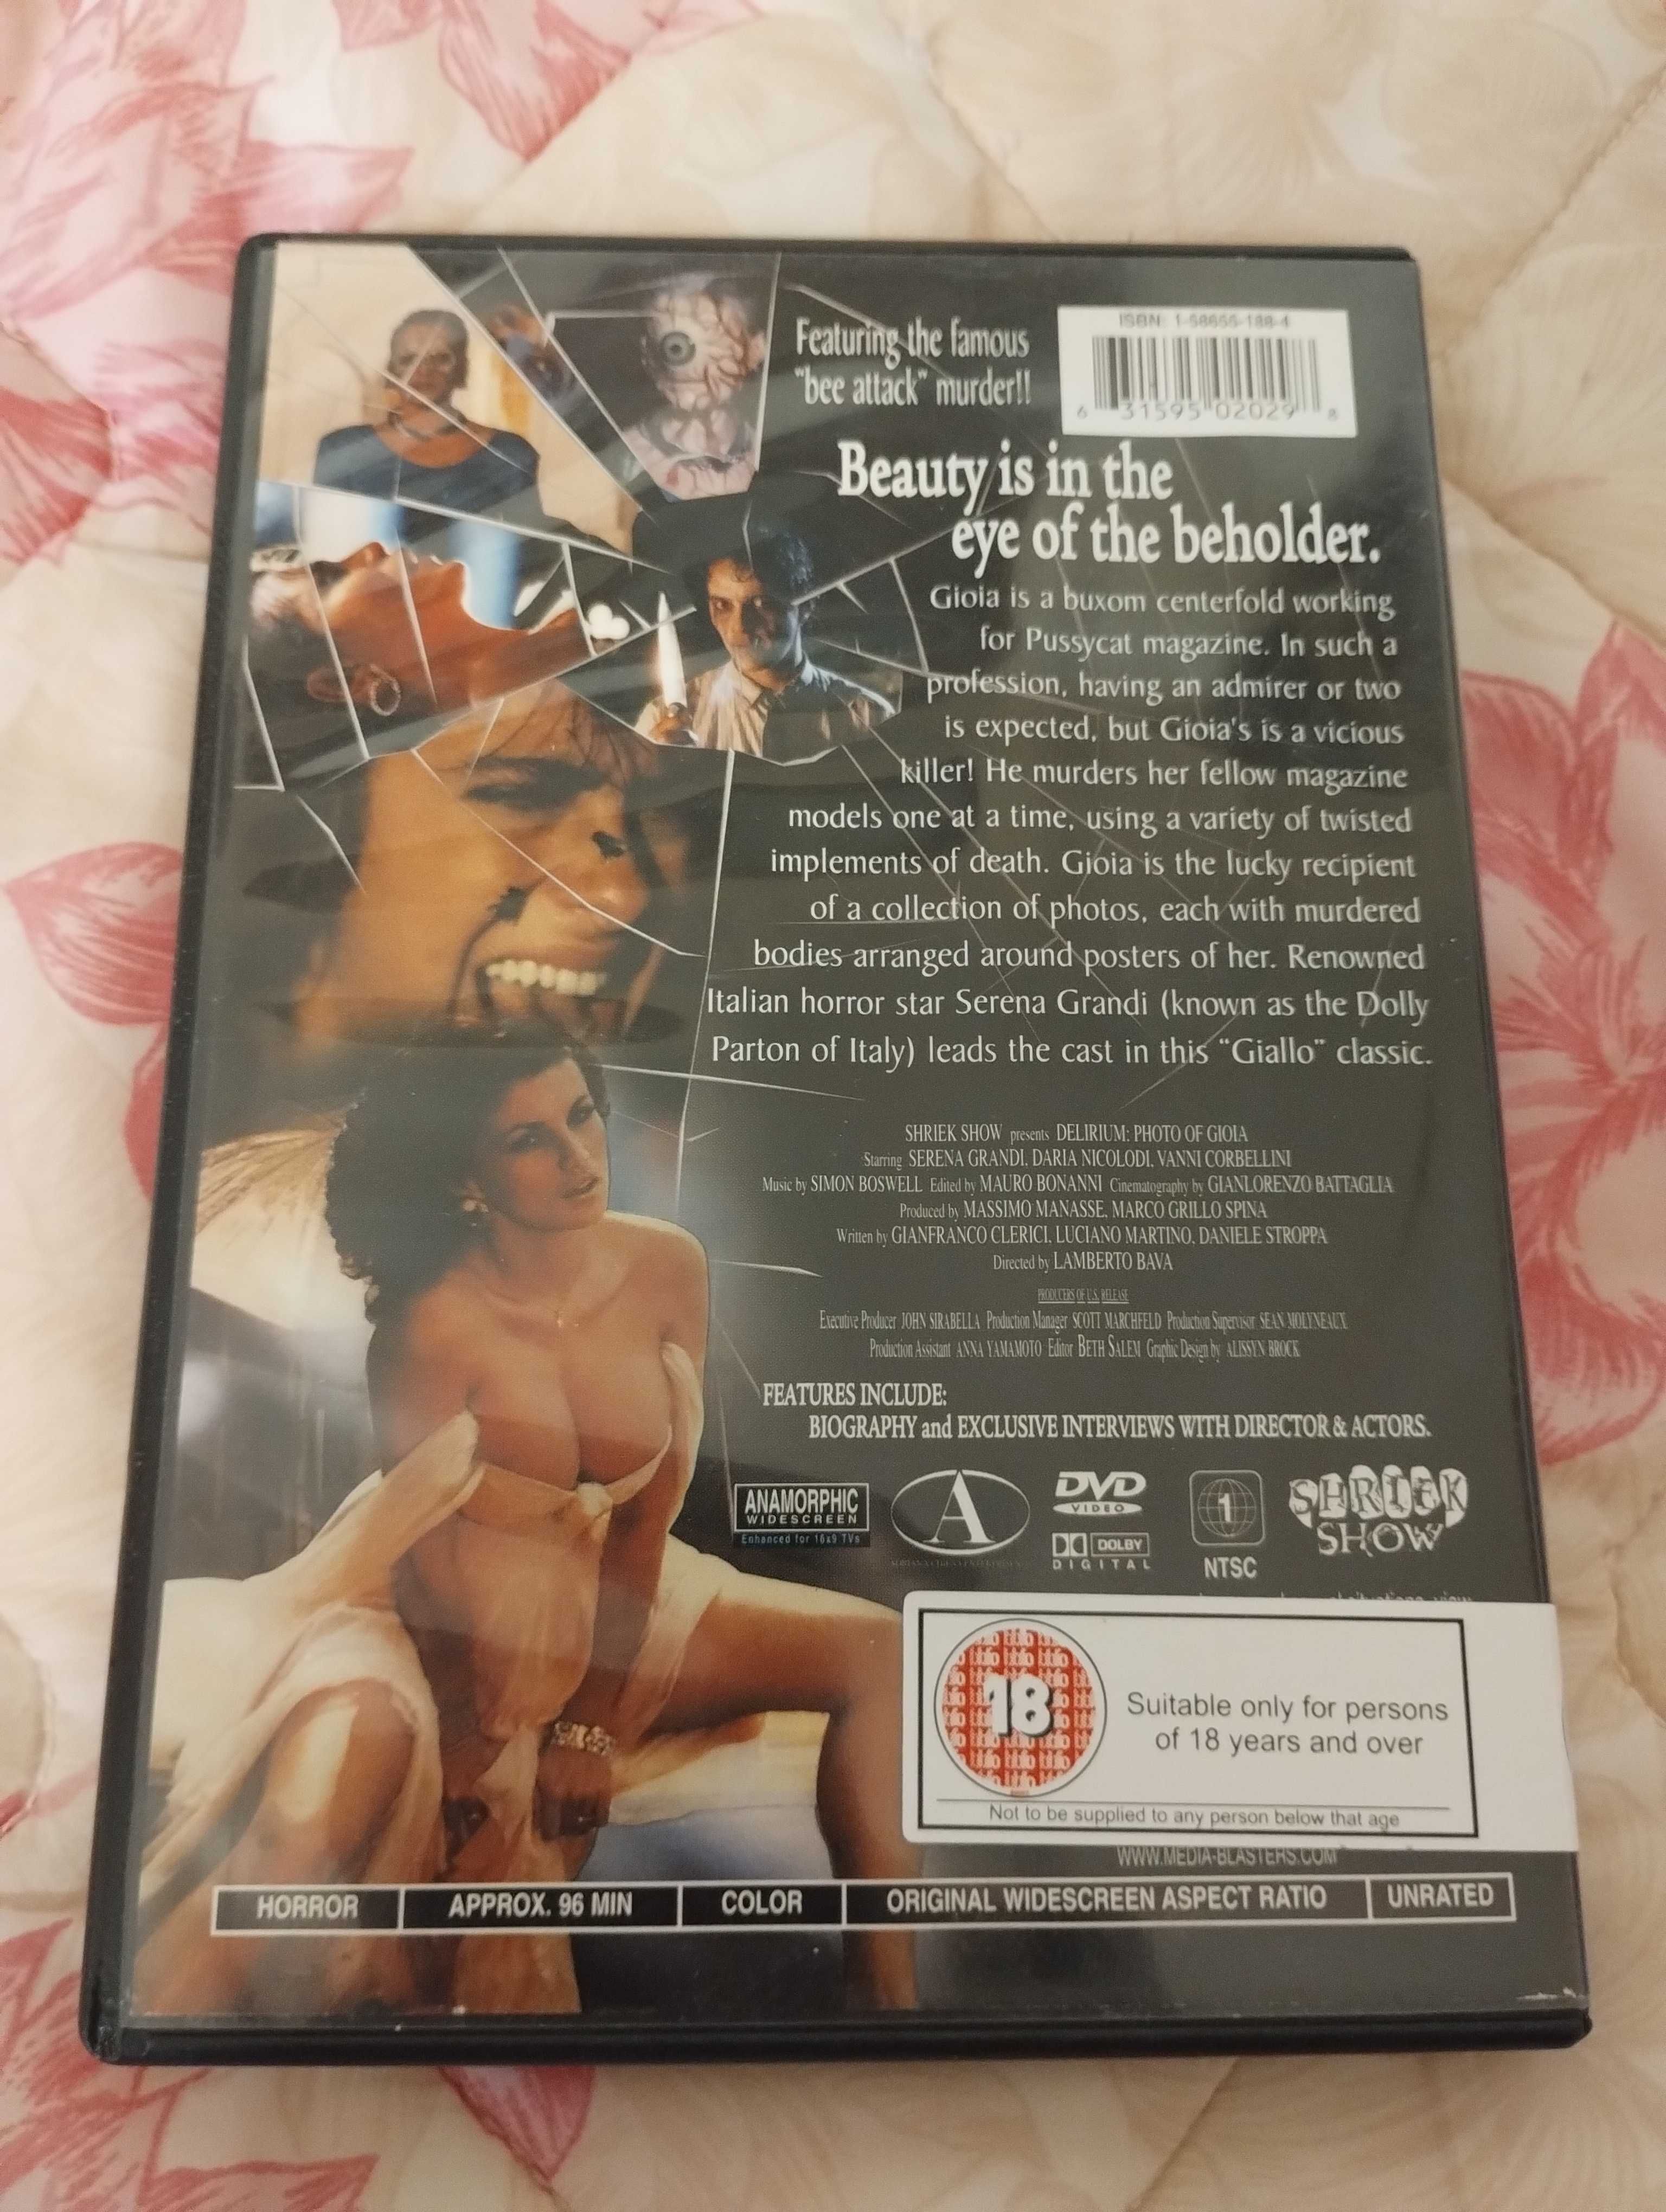 Featuring the famous
"bee attack" murder!!
ISBN: 1-58655-188-4
6 31595 02029 8
Beauty is in the
eye of the beholder.
Gioia is a buxom centerfold working
for Pussycat magazine. In such a
profession, having an admirer or two
is expected, but Gioia's is a vicious
killer! He murders her fellow magazine
models one at a time, using a variety of twisted
implements of death. Gioia is the lucky recipient
of a collection of photos, each with murdered
bodies arranged around posters of her. Renowned
Italian horror star Serena Grandi (known as the Dolly
Parton of Italy) leads the cast in this "Giallo" classic.
SHRIEK SHOW presents DELIRIUM: PHOTO OF GIOIA
Starring SERENA GRANDI, DARIA NICOLODI, VANNI CORBELLINI
Music by SIMON BOSWELL Edited by MAURO BONANNI Cinematography by GIANLORENZO BATTAGLIA
Produced by MASSIMO MANASSE, MARCO GRILLO SPINA
Written by GIANFRANCO CLERICI, LUCIANO MARTINO, DANIELE STROPPA
Directed by LAMBERTO BAVA
PRODUCERS OF U.S. RELEASE
Executive Producer JOHN SIRABELLA Production Manager SCOTT MARCHFELD Production Supervisor SEAN MOLYNEAUX
Production Assistant ANNA YAMAMOTO Editor BETH SALEM Graphic Design by ALISSYN BROCK
FEATURES INCLUDE:
BIOGRAPHY and EXCLUSIVE INTERVIEWS WITH DIRECTOR & ACTORS.
ANAMORPHIC
WIDESCREEN
Enhanced for 16x9 TVs
A
DVD
VIDEO
DOLBY
DIGITAL
1
NTSC
SHRIEK
SHOW
18
Suitable only for persons
of 18 years and over
Not to be supplied to any person below that age
WWW.MEDIA-BLASTERS.COM
HORROR APPROX. 96 MIN COLOR ORIGINAL WIDESCREEN ASPECT RATIO UNRATED